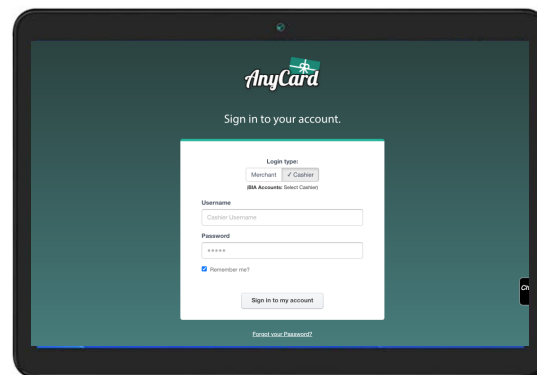 AnyCard
Sign in to your account.
Login type:
Merchant ✓ Cashier
(BIA Accounts: Select Cashier)
Username
Cashier Username
Password
*****
Remember me?
Sign in to my account
Forgot your Password?